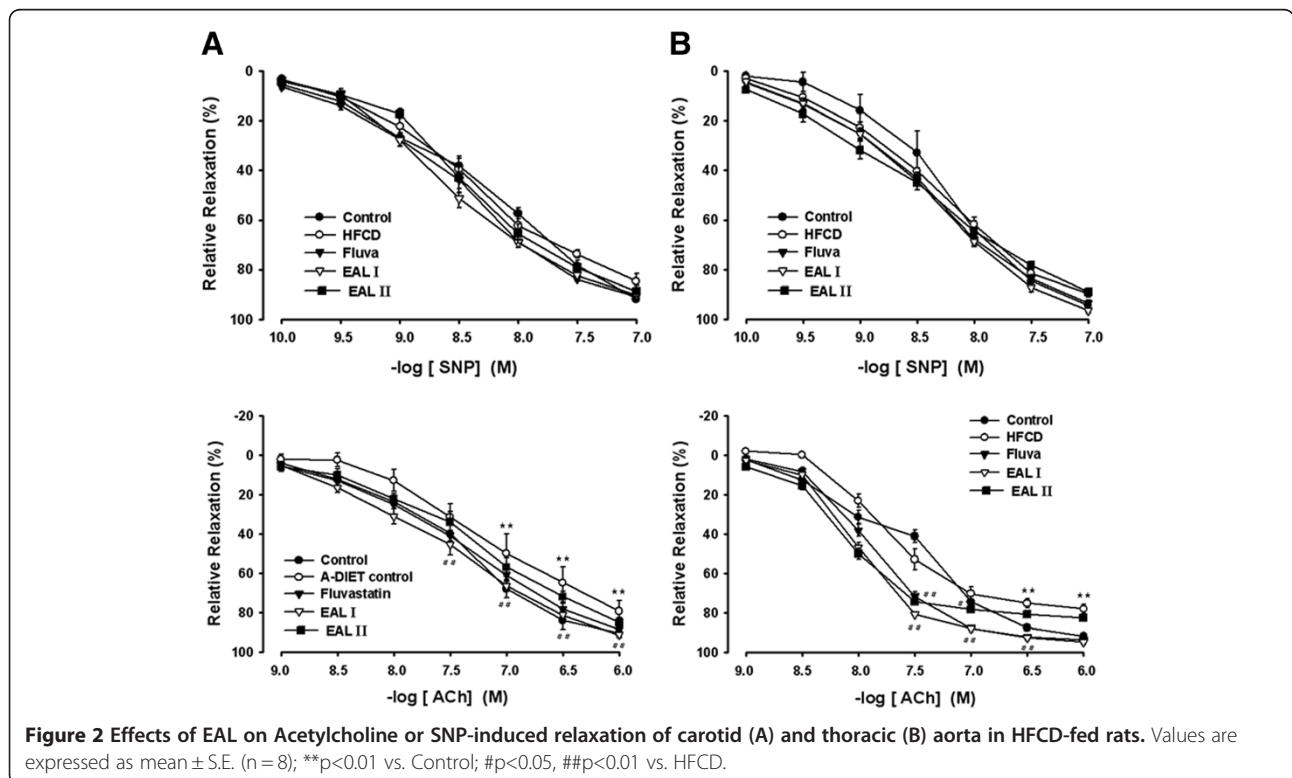 A
B
0
20
40
60
80
100
Relative Relaxation (%)
Control
HFCD
Fluva
EAL I
EAL II
10.0 9.5 9.0 8.5 8.0 7.5 7.0
-log [ SNP] (M)
0
20
40
60
80
100
Relative Relaxation (%)
Control
HFCD
Fluva
EAL I
EAL II
10.0 9.5 9.0 8.5 8.0 7.5 7.0
-log [ SNP] (M)
-20
0
20
40
60
80
100
Relative Relaxation (%)
** ** **
Control
A-DIET control
Fluvastatin
EAL I
EAL II
## ## ## ##
9.0 8.5 8.0 7.5 7.0 6.5 6.0
-log [ ACh] (M)
-20
0
20
40
60
80
100
Relative Relaxation (%)
Control
HFCD
Fluva
EAL I
EAL II
** **
##
## ## ##
9.0 8.5 8.0 7.5 7.0 6.5 6.0
-log [ ACh] (M)
Figure 2 Effects of EAL on Acetylcholine or SNP-induced relaxation of carotid (A) and thoracic (B) aorta in HFCD-fed rats. Values are
expressed as mean ± S.E. (n = 8); **p<0.01 vs. Control; #p<0.05, ##p<0.01 vs. HFCD.